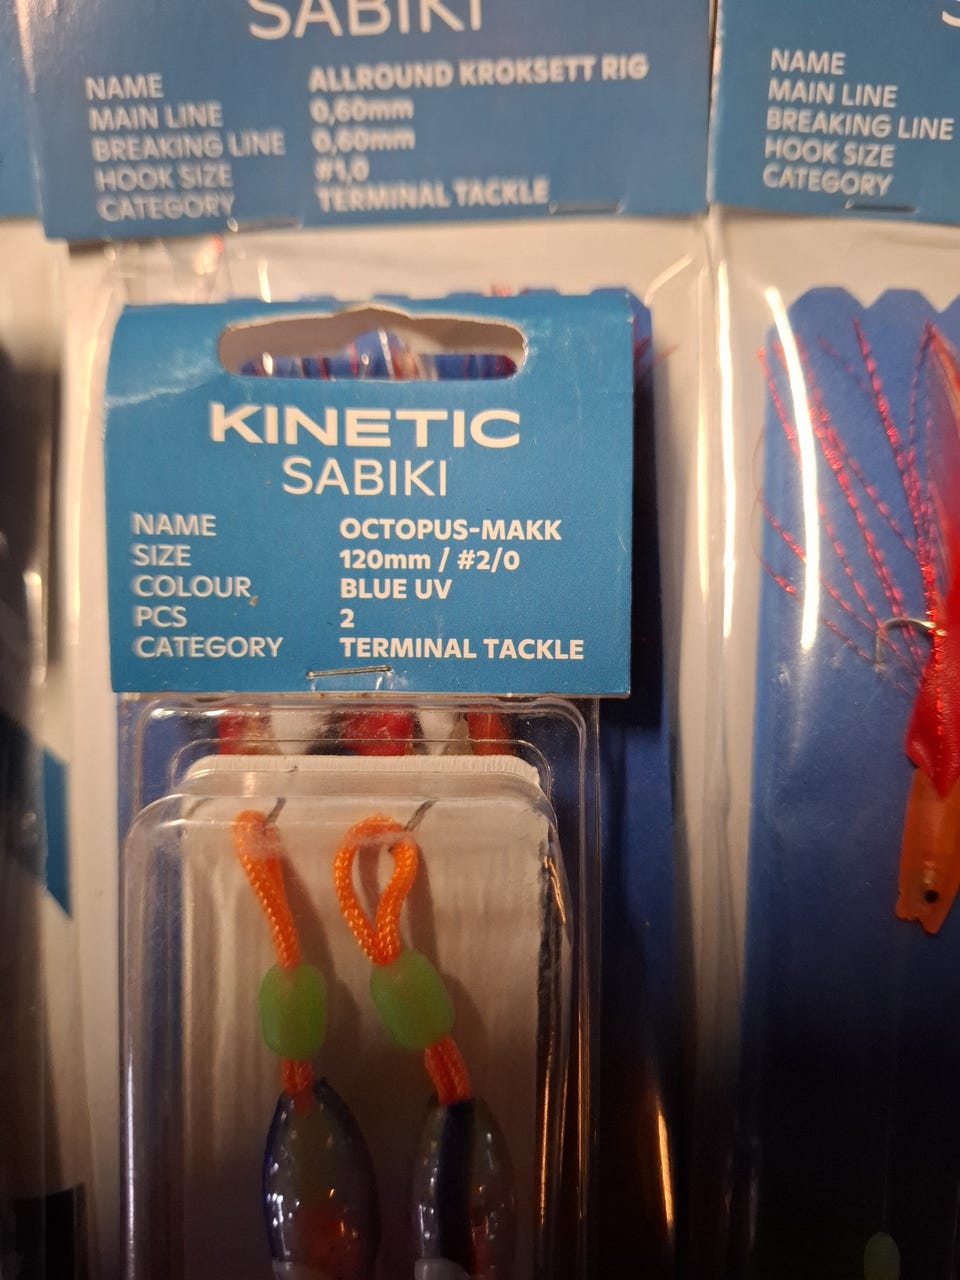 SABIKI
NAME ALLROUND KROKSETT RIG
MAIN LINE 0,60mm
BREAKING LINE 0,60mm
HOOK SIZE #1,0
CATEGORY TERMINAL TACKLE
NAME
MAIN LINE
BREAKING LINE
HOOK SIZE
CATEGORY
KINETIC
SABIKI
NAME OCTOPUS-MAKK
SIZE 120mm / #2/0
COLOUR BLUE UV
PCS 2
CATEGORY TERMINAL TACKLE